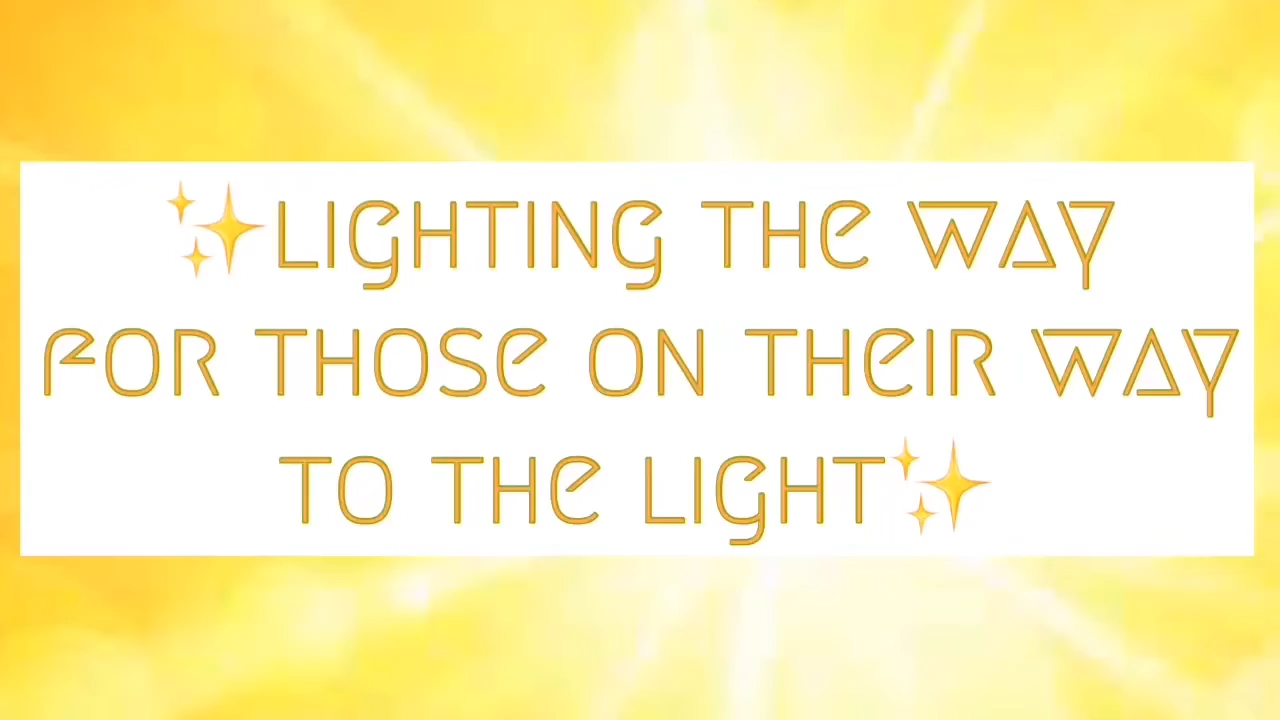 ✨LIGHTING THE WAY
FOR THOSE ON THEIR WAY
TO THE LIGHT✨